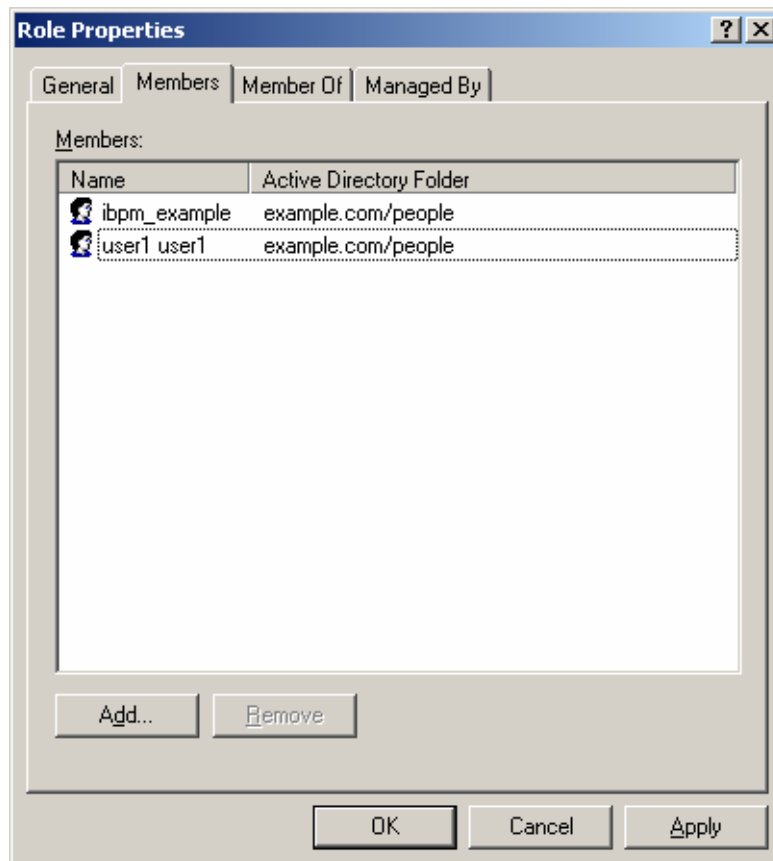 Role Properties
General Members Member Of Managed By
Members:
Name Active Directory Folder
ibpm_example example.com/people
user1 user1 example.com/people
Add... Remove
OK Cancel Apply